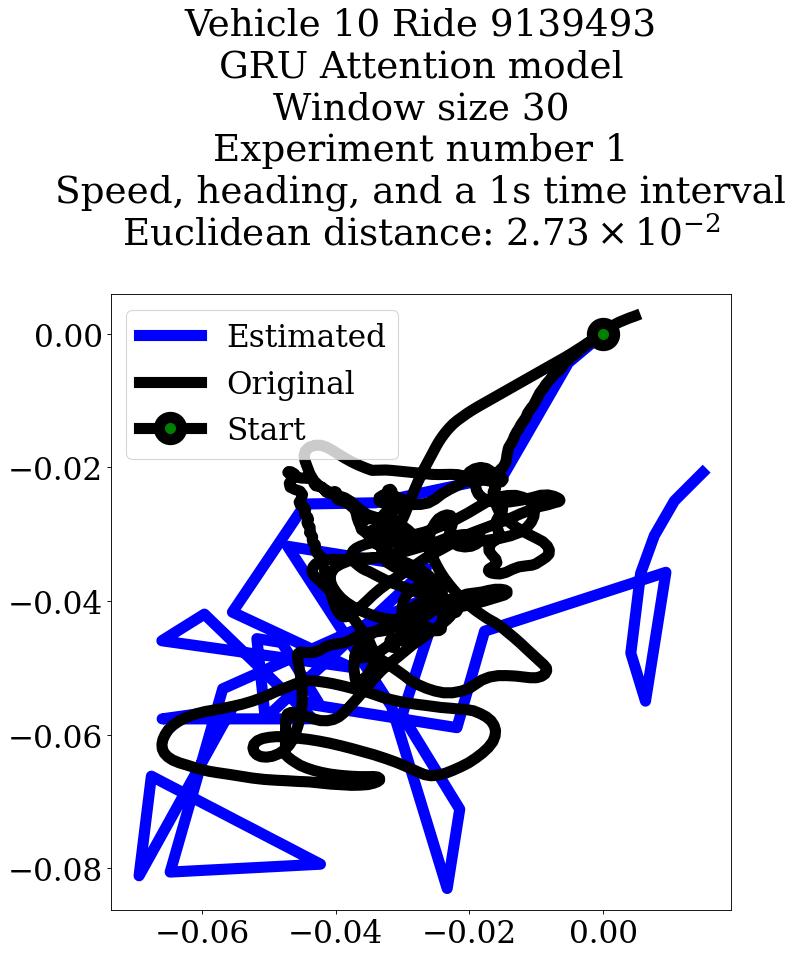 Vehicle 10 Ride 9139493
GRU Attention model
Window size 30
Experiment number 1
Speed, heading, and a 1s time interval
Euclidean distance: 2.73 × 10⁻²
Estimated
Original
Start
0.00
−0.02
−0.04
−0.06
−0.08
−0.06 −0.04 −0.02 0.00